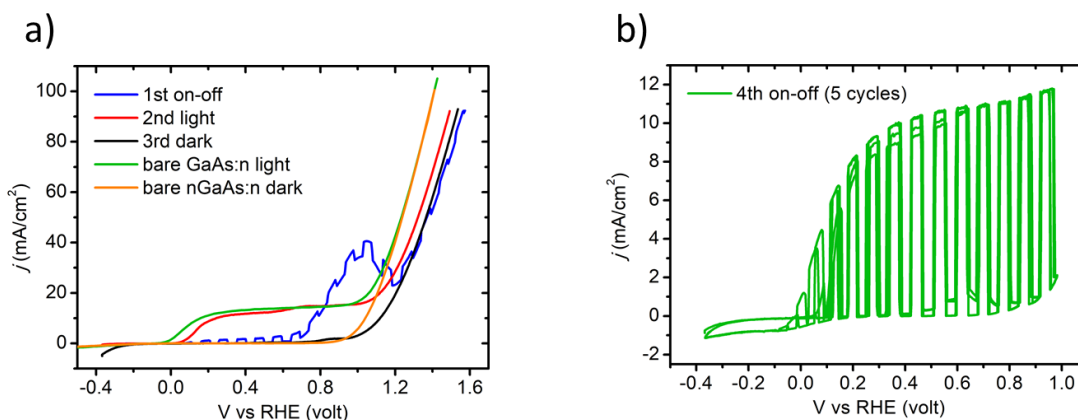 a)
j (mA/cm²)
100
80
60
40
20
0
1st on-off
2nd light
3rd dark
bare GaAs:n light
bare nGaAs:n dark
-0.4 0.0 0.4 0.8 1.2 1.6
V vs RHE (volt)
b)
j (mA/cm²)
12
10
8
6
4
2
0
-2
4th on-off (5 cycles)
-0.4 -0.2 0.0 0.2 0.4 0.6 0.8 1.0
V vs RHE (volt)